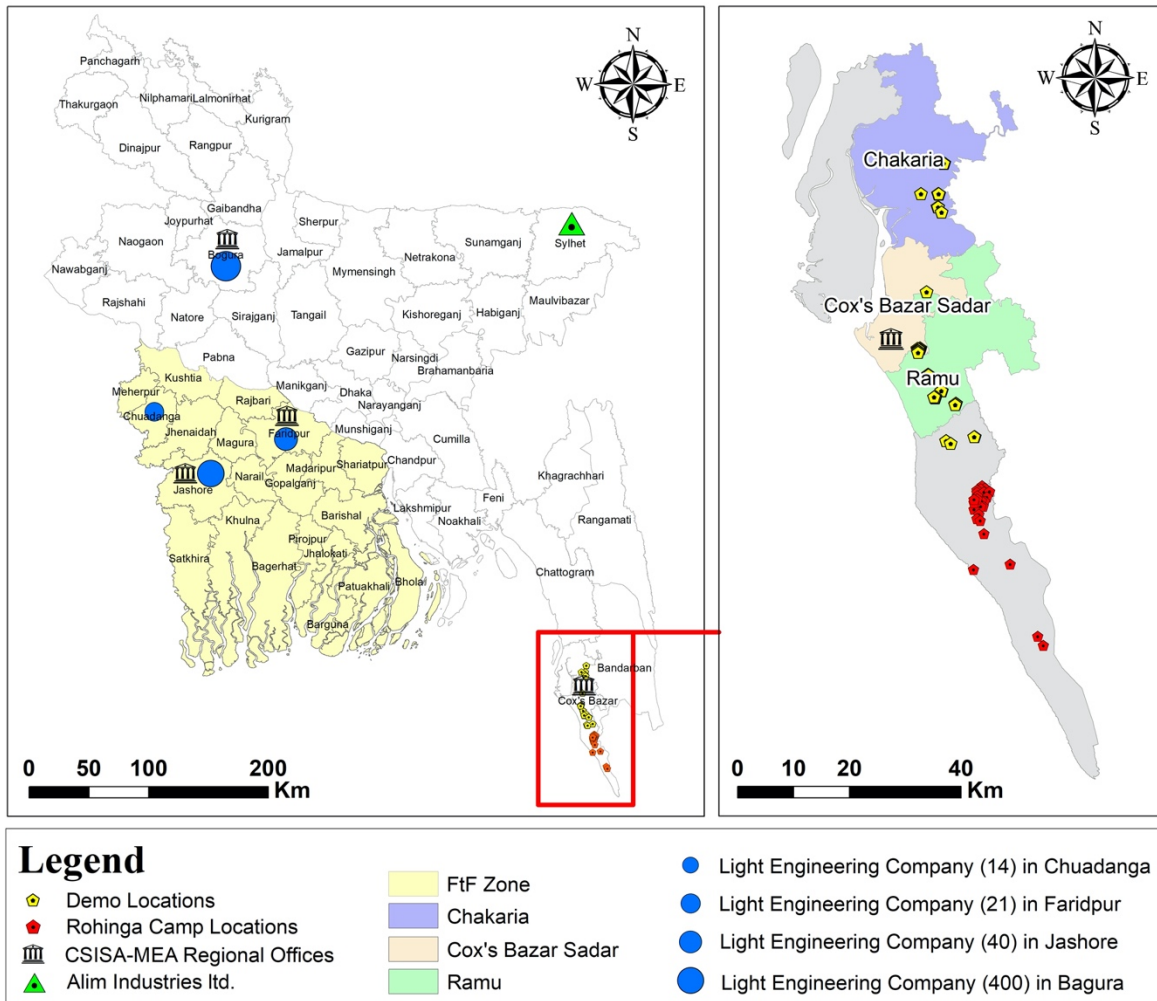 N
W E
S
Panchagarh
Thakurgaon
Nilphamari
Lalmonirhat
Kurigram
Dinajpur
Rangpur
Gaibandha
Joypurhat
Sherpur
Naogaon
Bogura
Jamalpur
Netrakona
Sunamganj
Sylhet
Nawabganj
Mymensingh
Rajshahi
Natore
Sirajganj
Tangail
Kishoreganj
Habiganj
Maulvibazar
Pabna
Gazipur
Narsingdi
Brahamanbaria
Kushtia
Meherpur
Manikganj
Dhaka
Rajbari
Narayanganj
Chuadanga
Munshiganj
Faridpur
Cumilla
Jhenaidah
Magura
Madaripur
Shariatpur
Chandpur
Jashore
Narail
Gopalganj
Khagrachhari
Feni
Lakshmipur
Noakhali
Rangamati
Khulna
Barishal
Pirojpur
Jhalokati
Satkhira
Bagerhat
Patuakhali
Bhola
Chattogram
Barguna
Bandarban
Cox's Bazar
0 50 100 200
Km
N
W E
S
Chakaria
Cox's Bazar Sadar
Ramu
0 10 20 40
Km
Legend
Demo Locations
Rohinga Camp Locations
CSISA-MEA Regional Offices
Alim Industries ltd.
FtF Zone
Chakaria
Cox's Bazar Sadar
Ramu
Light Engineering Company (14) in Chuadanga
Light Engineering Company (21) in Faridpur
Light Engineering Company (40) in Jashore
Light Engineering Company (400) in Bagura